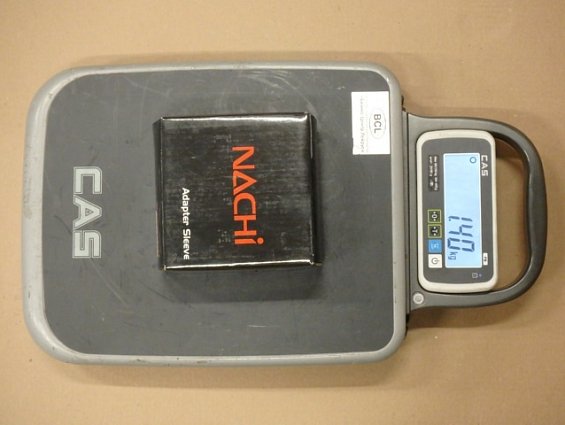 CAS
NACHi
Adapter Sleeve
BCL
CAS
1.40 kg